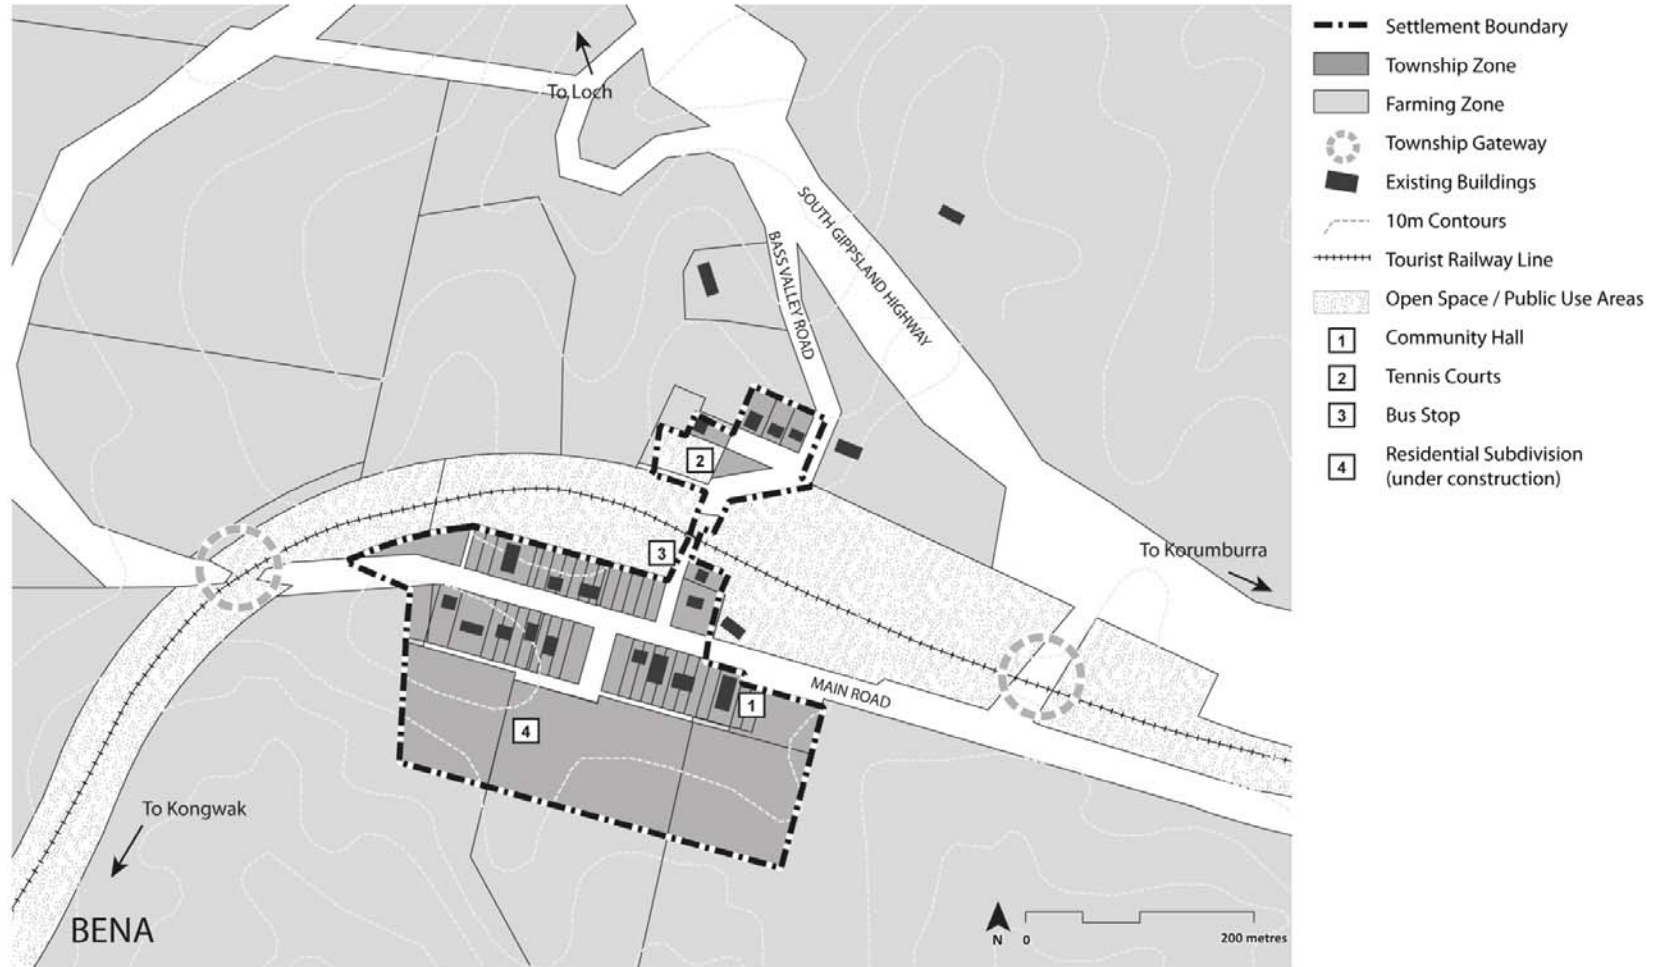 To Loch
SOUTH GIPPSLAND HIGHWAY
BASS VALLEY ROAD
2
3
To Korumburra
MAIN ROAD
1
4
To Kongwak
BENA
N 0 200 metres
Settlement Boundary
Township Zone
Farming Zone
Township Gateway
Existing Buildings
10m Contours
Tourist Railway Line
Open Space / Public Use Areas
1 Community Hall
2 Tennis Courts
3 Bus Stop
4 Residential Subdivision
(under construction)